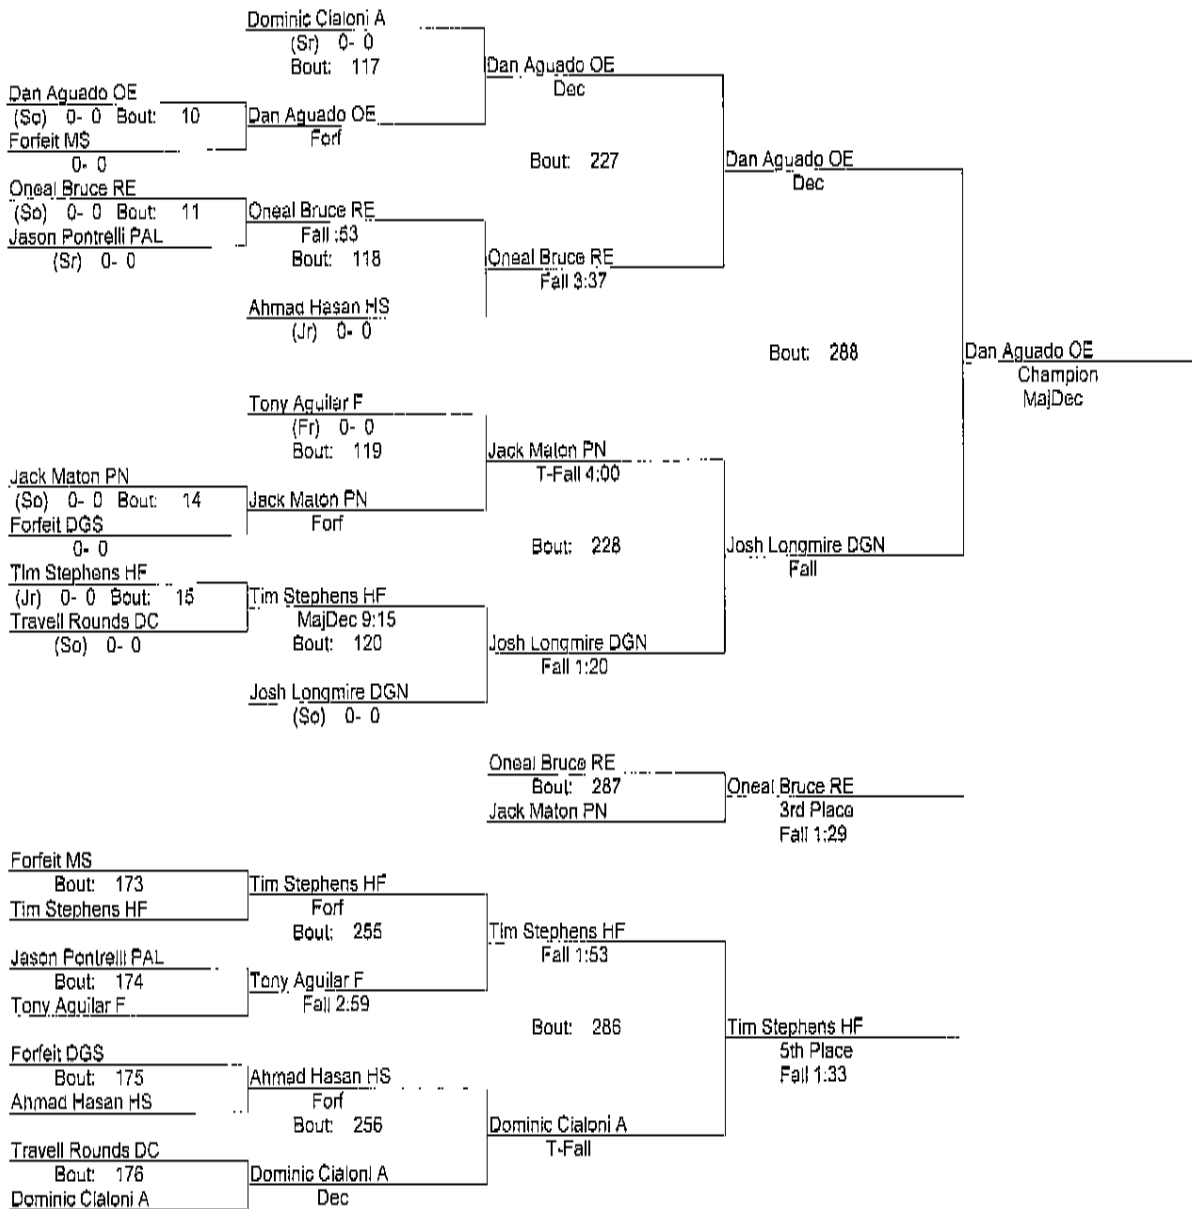 Dominic Cialoni A
(Sr) 0- 0
Bout: 117
Dan Aguado OE
Dec
Dan Aguado OE
(So) 0- 0 Bout: 10
Forfeit MS
0- 0
Dan Aguado OE
Forf
Bout: 227
Dan Aguado OE
Dec
Oneal Bruce RE
(So) 0- 0 Bout: 11
Jason Pontrelli PAL
(Sr) 0- 0
Oneal Bruce RE
Fall :53
Bout: 118
Oneal Bruce RE
Fall 3:37
Ahmad Hasan HS
(Jr) 0- 0
Bout: 288
Dan Aguado OE
Champion
MajDec
Tony Aguilar F
(Fr) 0- 0
Bout: 119
Jack Maton PN
T-Fall 4:00
Jack Maton PN
(So) 0- 0 Bout: 14
Forfeit DGS
0- 0
Jack Maton PN
Forf
Bout: 228
Josh Longmire DGN
Fall
Tim Stephens HF
(Jr) 0- 0 Bout: 15
Travell Rounds DC
(So) 0- 0
Tim Stephens HF
MajDec 9:15
Bout: 120
Josh Longmire DGN
Fall 1:20
Josh Longmire DGN
(So) 0- 0
Oneal Bruce RE
Bout: 287
Jack Maton PN
Oneal Bruce RE
3rd Place
Fall 1:29
Forfeit MS
Bout: 173
Tim Stephens HF
Tim Stephens HF
Forf
Bout: 255
Tim Stephens HF
Fall 1:53
Jason Pontrelli PAL
Bout: 174
Tony Aguilar F
Tony Aguilar F
Fall 2:59
Bout: 286
Tim Stephens HF
5th Place
Fall 1:33
Forfeit DGS
Bout: 175
Ahmad Hasan HS
Ahmad Hasan HS
Forf
Bout: 256
Dominic Cialoni A
T-Fall
Travell Rounds DC
Bout: 176
Dominic Cialoni A
Dominic Cialoni A
Dec